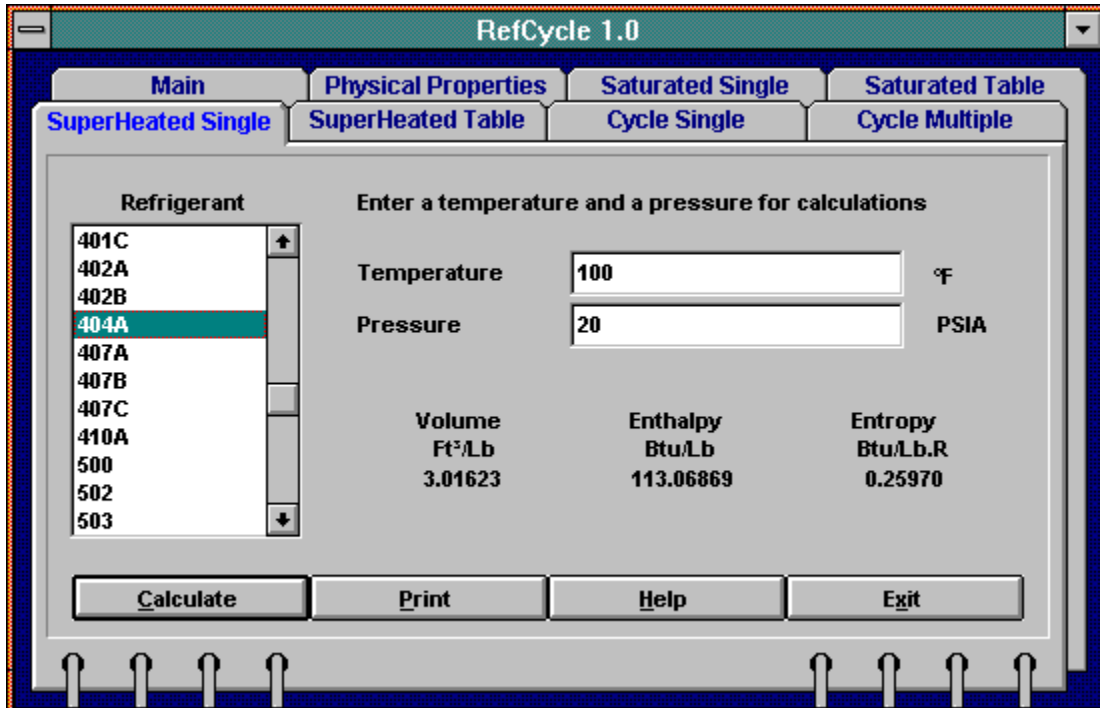 RefCycle 1.0
Main Physical Properties Saturated Single Saturated Table
SuperHeated Single SuperHeated Table Cycle Single Cycle Multiple
Refrigerant
401C
402A
402B
404A
407A
407B
407C
410A
500
502
503
Enter a temperature and a pressure for calculations
Temperature 100 °F
Pressure 20 PSIA
Volume Enthalpy Entropy
Ft³/Lb Btu/Lb Btu/Lb.R
3.01623 113.06869 0.25970
Calculate Print Help Exit